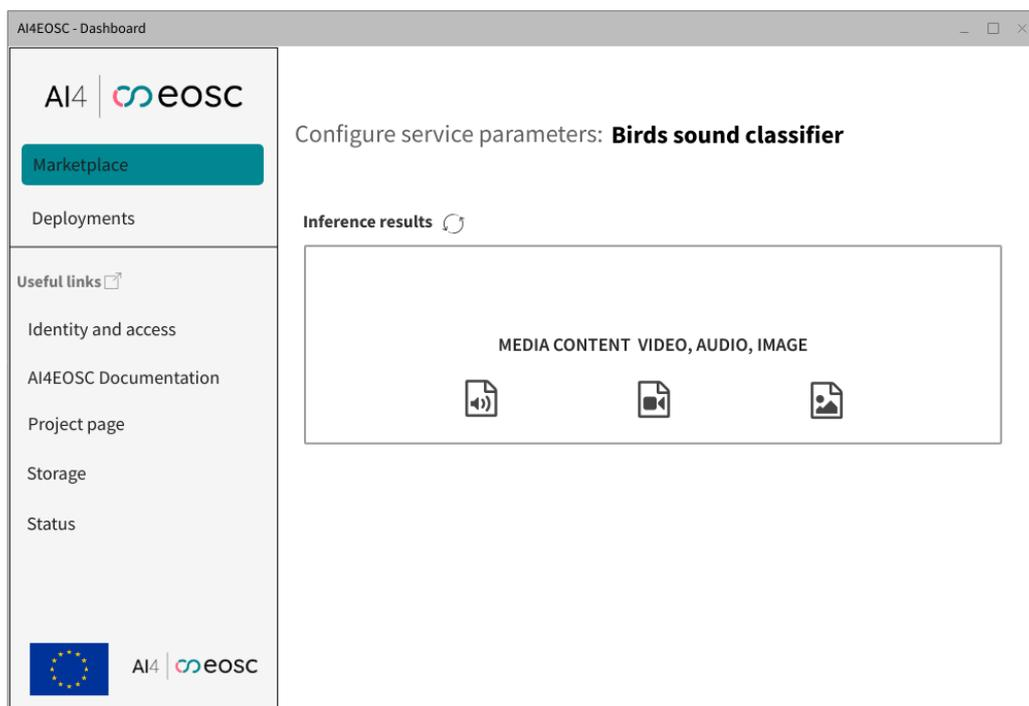 AI4EOSC - Dashboard
AI4 eosc
Marketplace
Deployments
Useful links
Identity and access
AI4EOSC Documentation
Project page
Storage
Status
AI4 eosc
Configure service parameters: Birds sound classifier
Inference results
MEDIA CONTENT VIDEO, AUDIO, IMAGE